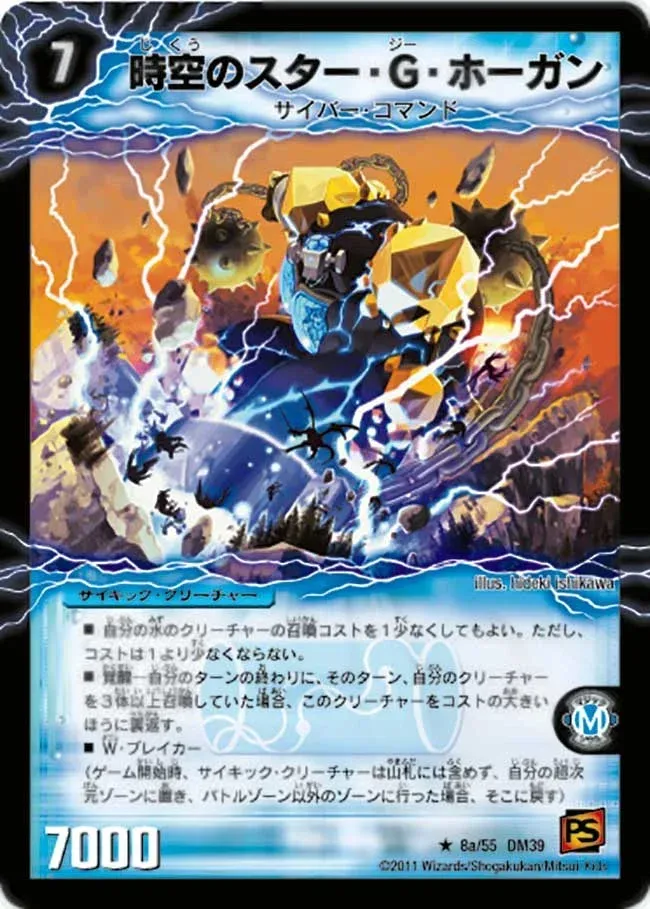 7
じくう ジー
時空のスター・G・ホーガン
サイバー・コマンド
illus. hideki ishikawa
サイキック・クリーチャー
■ 自分の水のクリーチャーの召喚コストを1少なくしてもよい。ただし、
コストは1より少なくならない。
■ 覚醒－自分のターンの終わりに、そのターン、自分のクリーチャー
を3体以上召喚していた場合、このクリーチャーをコストの大きい
ほうに裏返す。
■ W・ブレイカー
(ゲーム開始時、サイキック・クリーチャーは山札には含めず、自分の超次
元ゾーンに置き、バトルゾーン以外のゾーンに行った場合、そこに戻す)
M
PS
7000
★ 8a/55 DM39
©2011 Wizards/Shogakukan/Mitsui-Kids